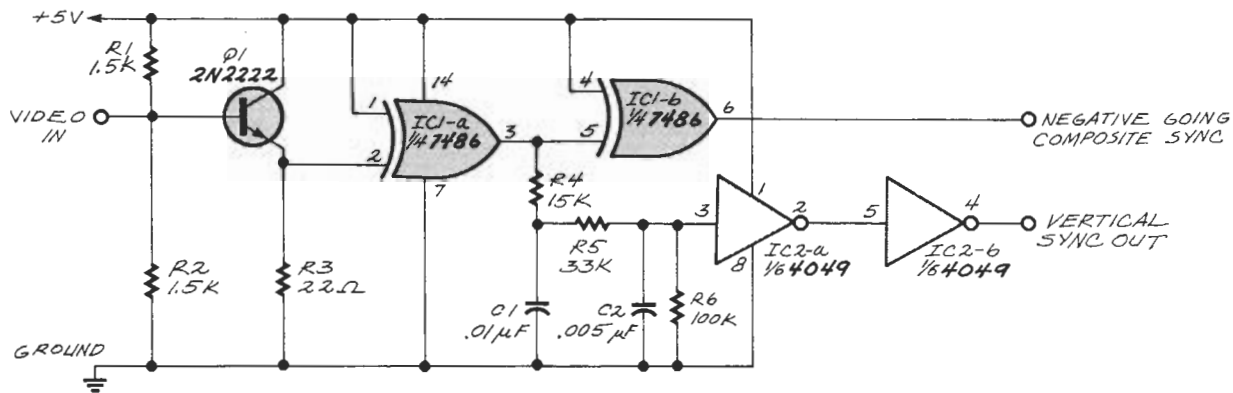 +5V
R1
1.5K
Q1
2N2222
VIDEO
IN
14
1
IC1-a
1/4 7486
2
3
7
4
IC1-b
1/4 7486
5
6
NEGATIVE GOING
COMPOSITE SYNC
R4
15K
R5
33K
3
1
2
8
IC2-a
1/6 4049
5
4
IC2-b
1/6 4049
VERTICAL
SYNC OUT
R2
1.5K
R3
22Ω
C1
.01µF
C2
.005µF
R6
100K
GROUND